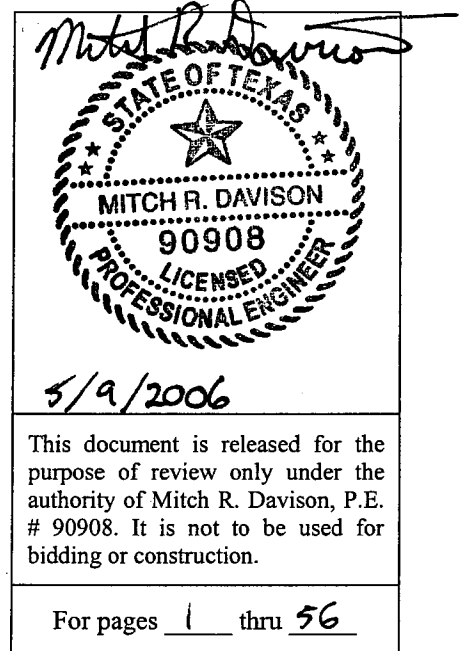 Mitch R. Davison
STATE OF TEXAS
MITCH R. DAVISON
90908
LICENSED
PROFESSIONAL ENGINEER
5/9/2006
This document is released for the
purpose of review only under the
authority of Mitch R. Davison, P.E.
# 90908. It is not to be used for
bidding or construction.
For pages 1 thru 56